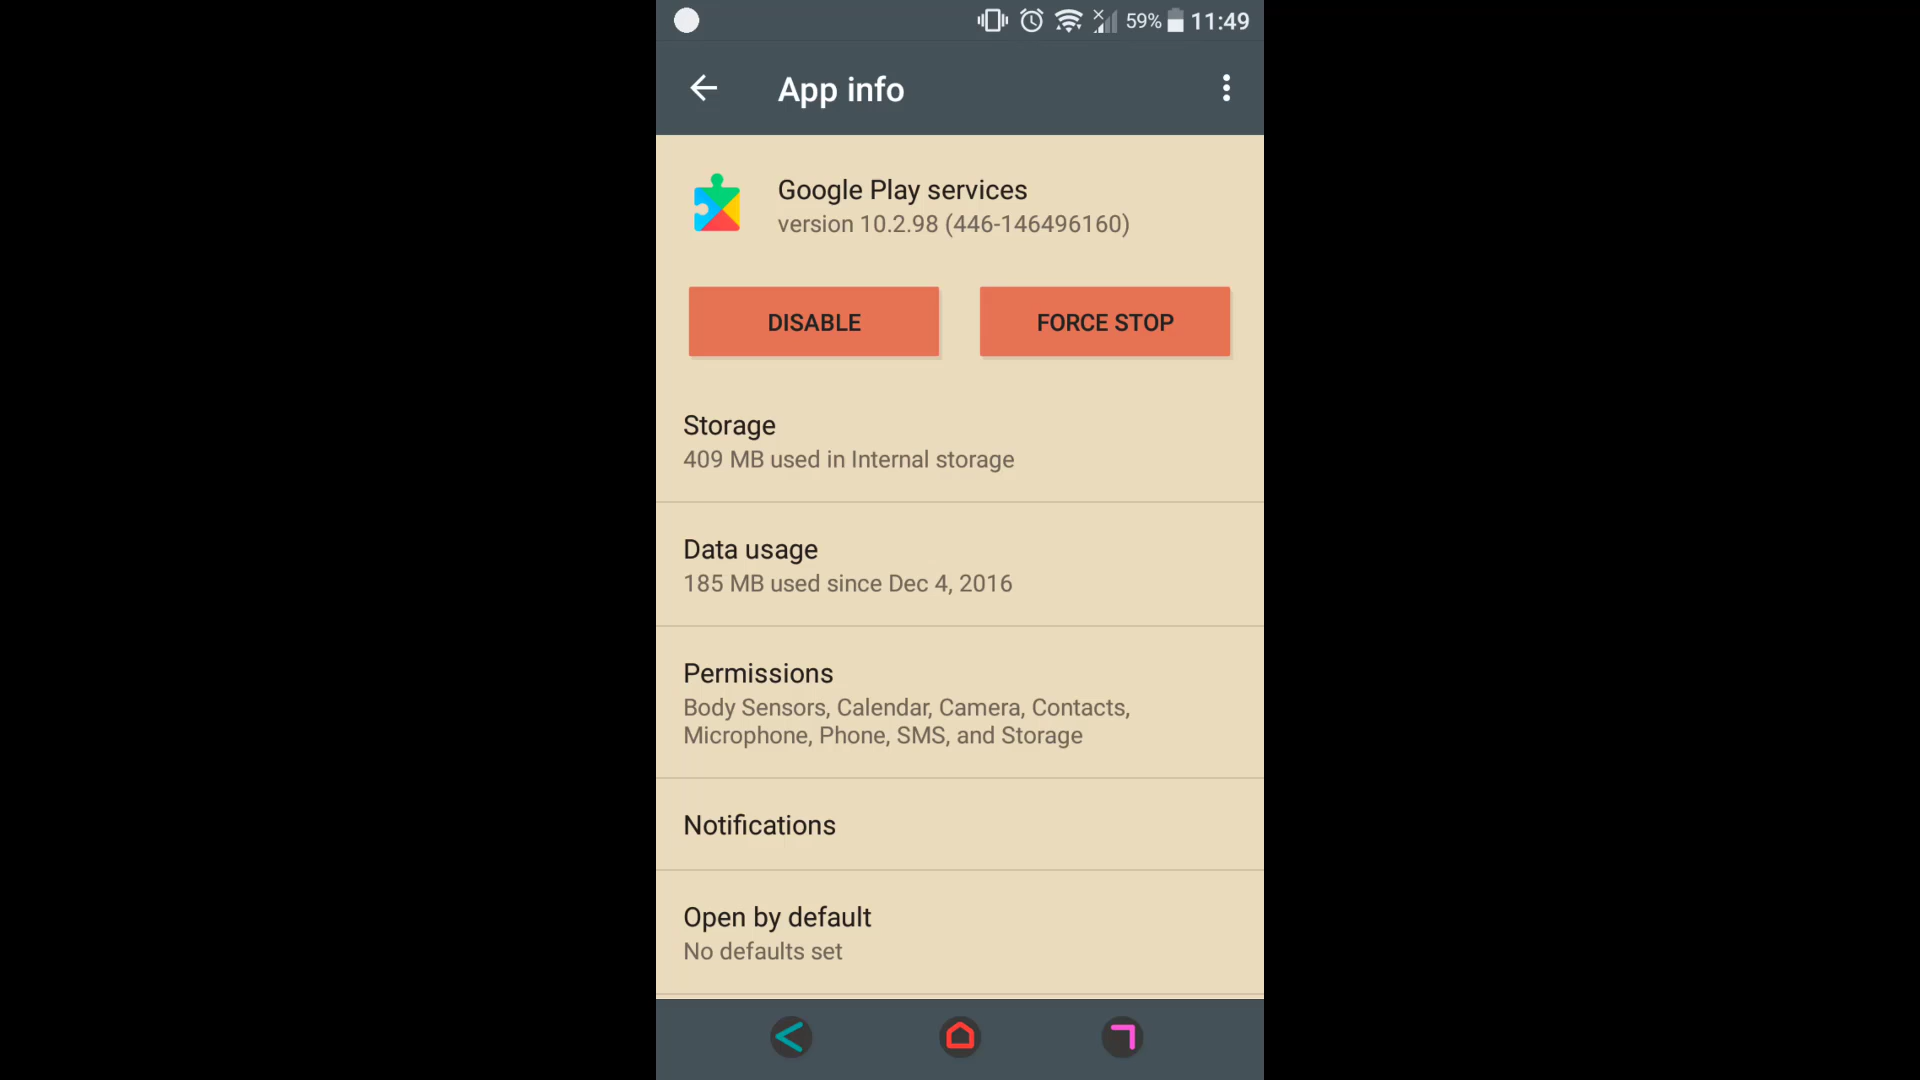 59% 11:49
App info
Google Play services
version 10.2.98 (446-146496160)
DISABLE FORCE STOP
Storage
409 MB used in Internal storage
Data usage
185 MB used since Dec 4, 2016
Permissions
Body Sensors, Calendar, Camera, Contacts,
Microphone, Phone, SMS, and Storage
Notifications
Open by default
No defaults set